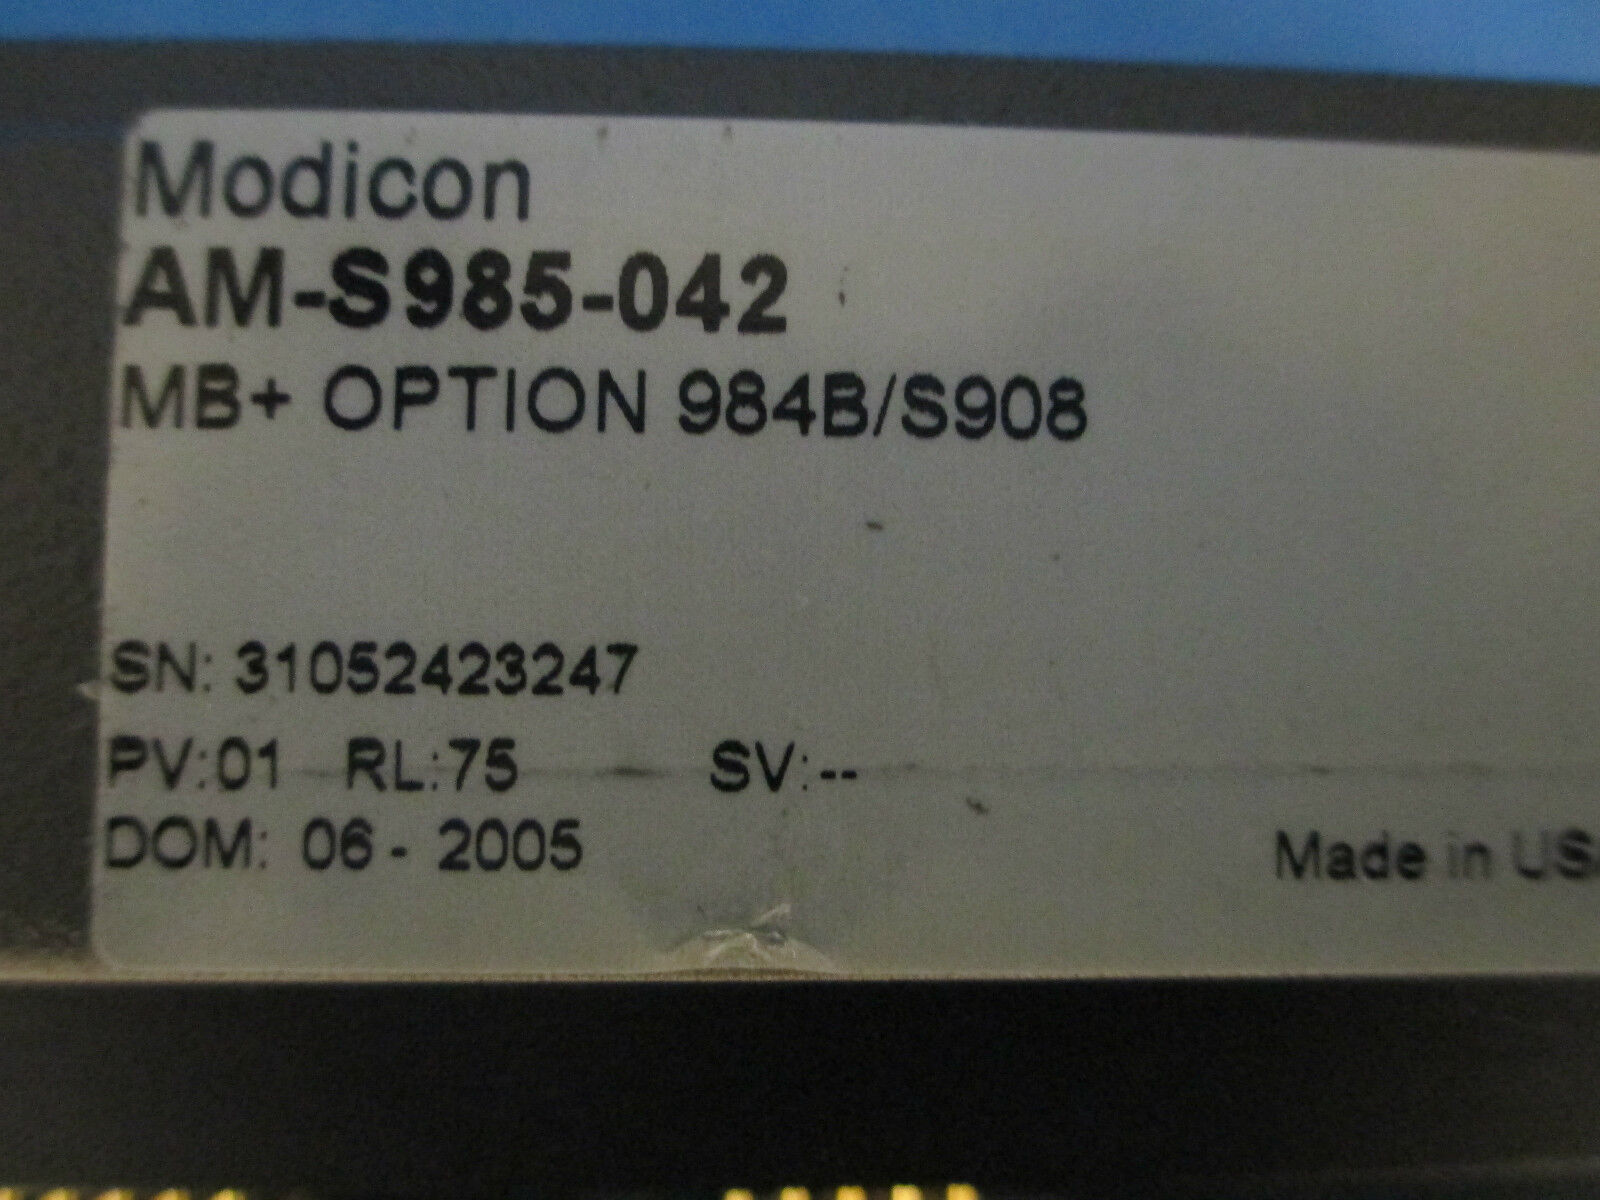 Modicon
AM-S985-042
MB+ OPTION 984B/S908
SN: 31052423247
PV:01 RL:75 SV:--
DOM: 06 - 2005
Made in USA